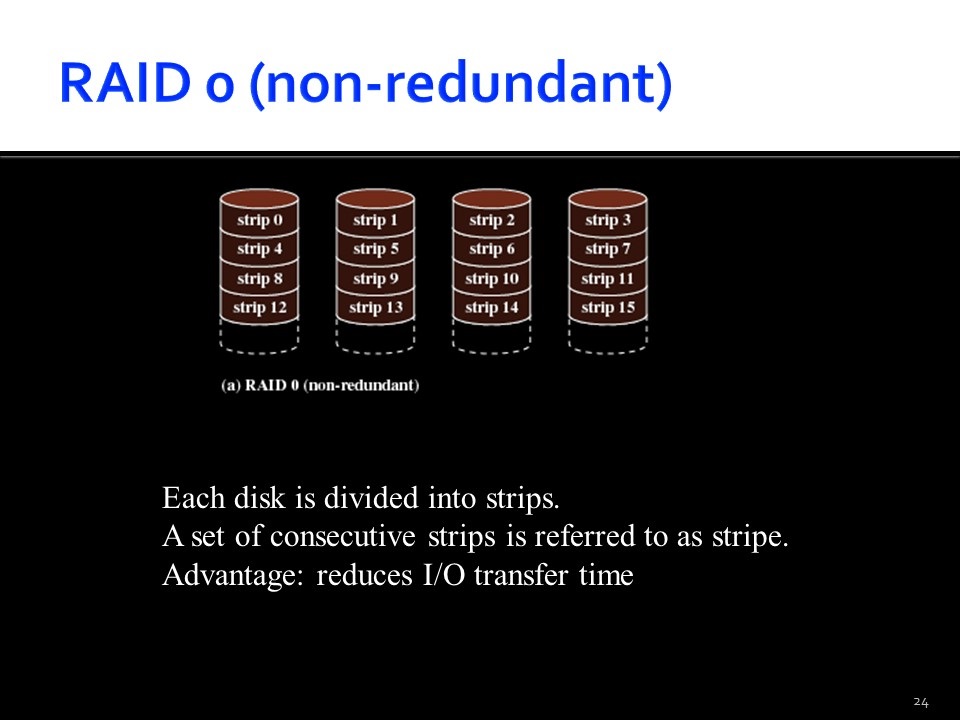 RAID 0 (non-redundant)
strip 0 strip 1 strip 2 strip 3
strip 4 strip 5 strip 6 strip 7
strip 8 strip 9 strip 10 strip 11
strip 12 strip 13 strip 14 strip 15
(a) RAID 0 (non-redundant)
Each disk is divided into strips.
A set of consecutive strips is referred to as stripe.
Advantage: reduces I/O transfer time
24